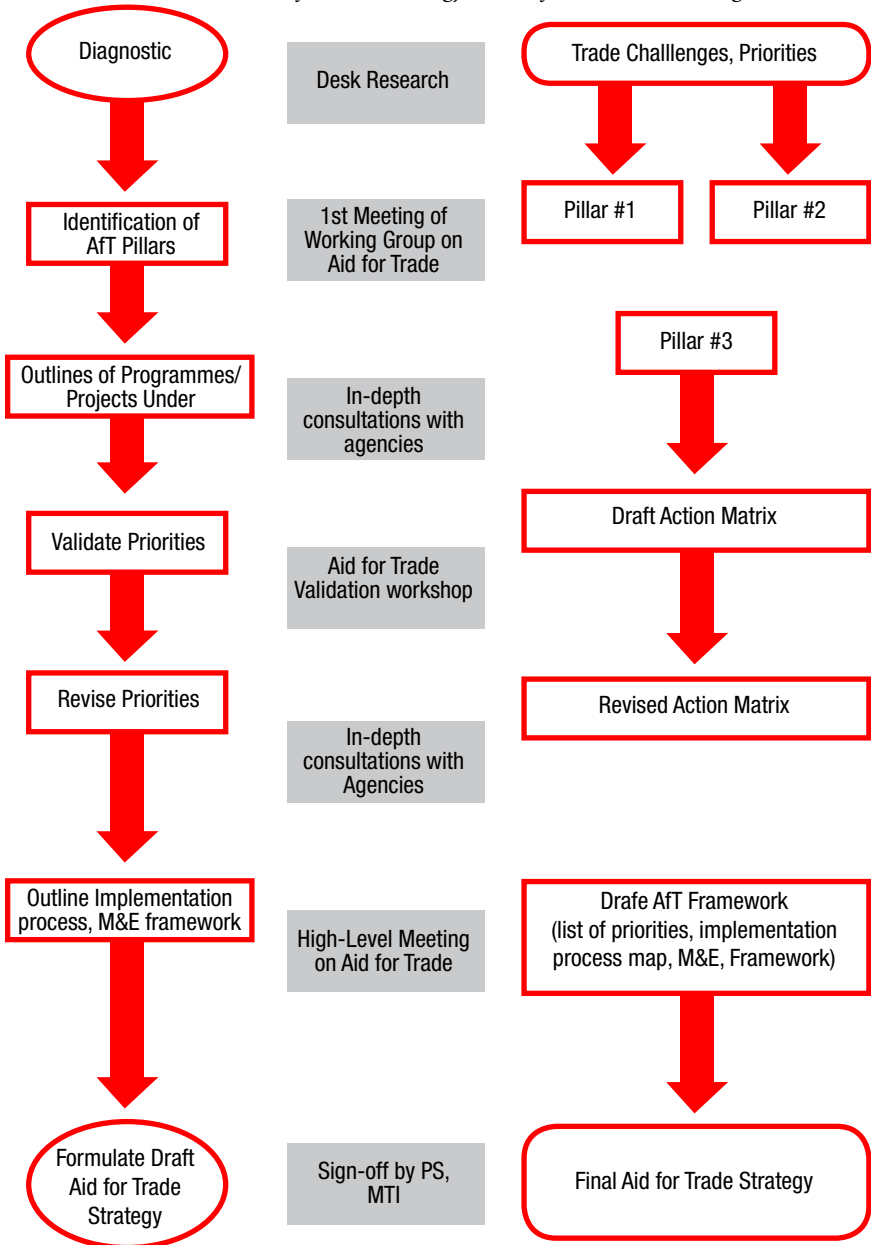 Diagnostic
Desk Research
Trade Challlenges, Priorities
Identification of
AfT Pillars
1st Meeting of
Working Group on
Aid for Trade
Pillar #1
Pillar #2
Pillar #3
Outlines of Programmes/
Projects Under
In-depth
consultations with
agencies
Validate Priorities
Aid for Trade
Validation workshop
Draft Action Matrix
Revise Priorities
In-depth
consultations with
Agencies
Revised Action Matrix
Outline Implementation
process, M&E framework
High-Level Meeting
on Aid for Trade
Drafe AfT Framework
(list of priorities, implementation
process map, M&E, Framework)
Formulate Draft
Aid for Trade
Strategy
Sign-off by PS,
MTI
Final Aid for Trade Strategy